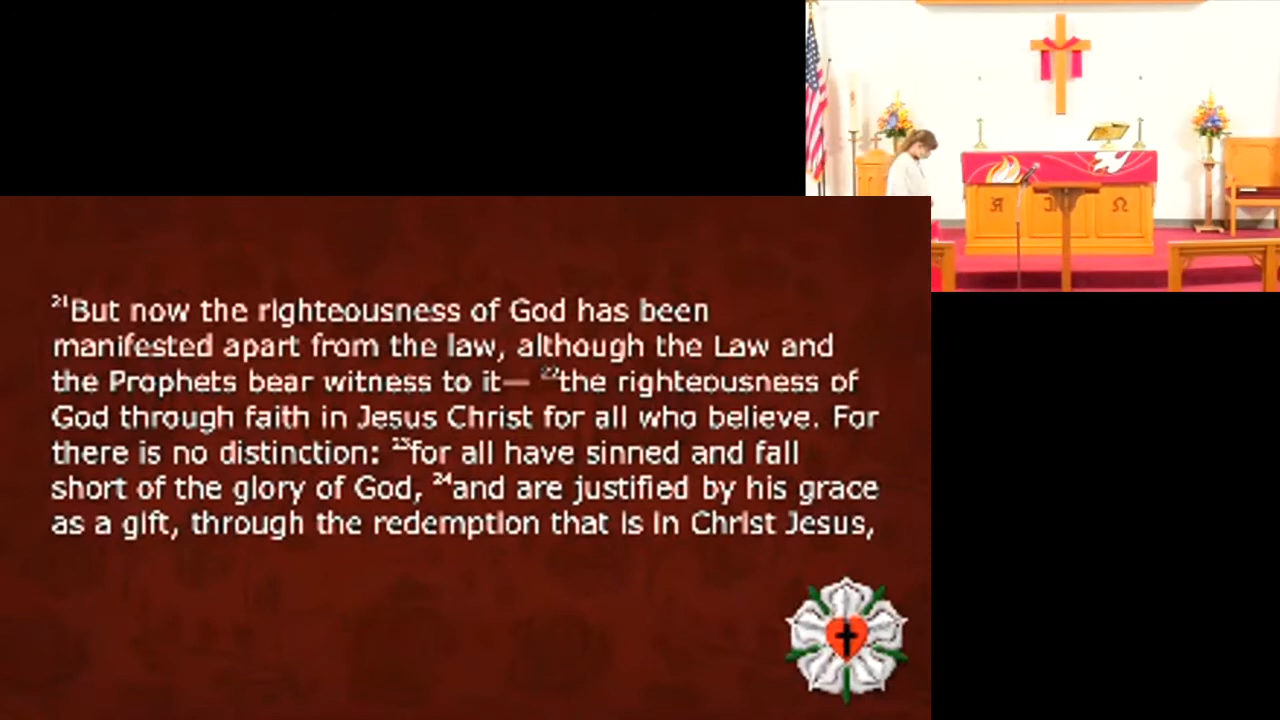 ²¹But now the righteousness of God has been
manifested apart from the law, although the Law and
the Prophets bear witness to it— ²²the righteousness of
God through faith in Jesus Christ for all who believe. For
there is no distinction: ²³for all have sinned and fall
short of the glory of God, ²⁴and are justified by his grace
as a gift, through the redemption that is in Christ Jesus,
Ω